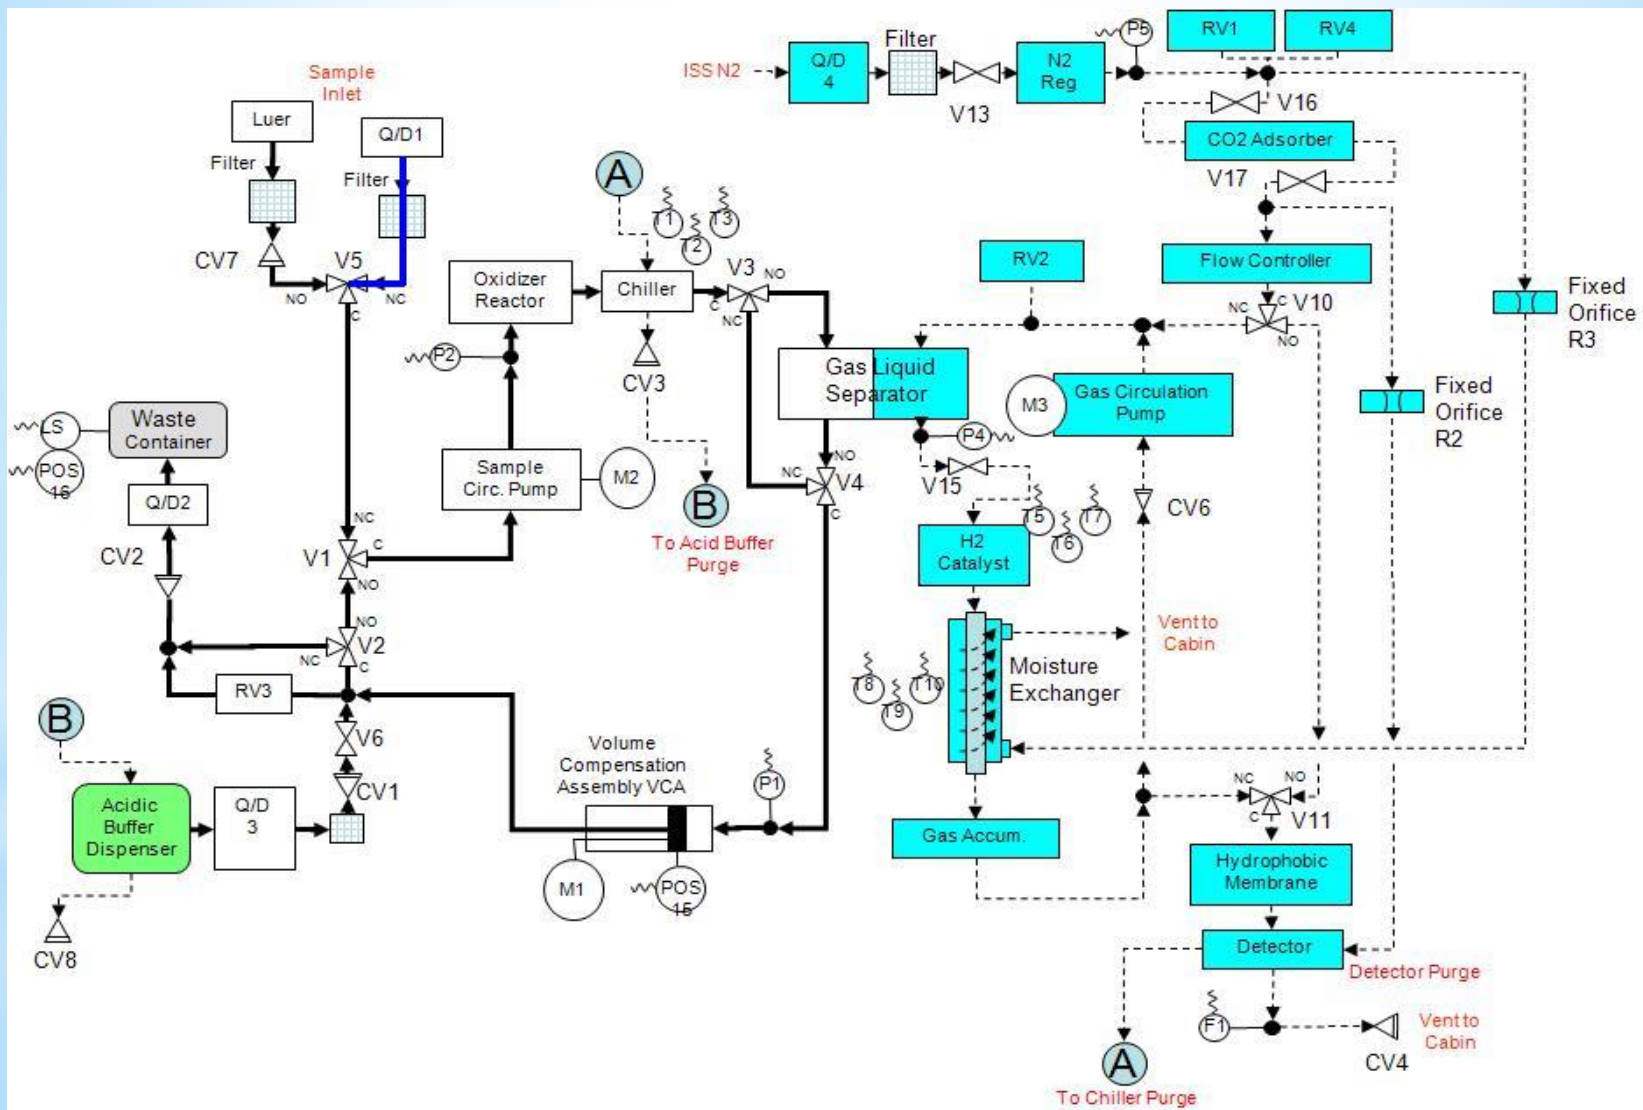 Sample
Inlet
Luer
Q/D1
Filter
Filter
CV7
V5
NO
NC
C
ISS N2
Q/D
4
Filter
V13
N2
Reg
P5
RV1
RV4
V16
CO2 Adsorber
V17
Flow Controller
NC
C
V10
NO
Fixed
Orifice
R3
Fixed
Orifice
R2
A
T1
T2
T3
Oxidizer
Reactor
Chiller
V3
NO
C
NC
P2
CV3
RV2
Gas Liquid
Separator
M3
Gas Circulation
Pump
P4
NO
NC
V4
C
V15
CV6
LS
POS
16
Waste
Container
Q/D2
CV2
Sample
Circ. Pump
M2
B
To Acid Buffer
Purge
NC
C
V1
NO
NO
V2
NC
C
RV3
V6
CV1
T5
T6
T7
H2
Catalyst
Vent to
Cabin
Moisture
Exchanger
T8
T9
T10
B
Acidic
Buffer
Dispenser
Q/D
3
CV8
Volume
Compensation
Assembly VCA
P1
M1
POS
15
Gas Accum.
NC
NO
C
V11
Hydrophobic
Membrane
Detector
Detector Purge
F1
Vent to
Cabin
CV4
A
To Chiller Purge